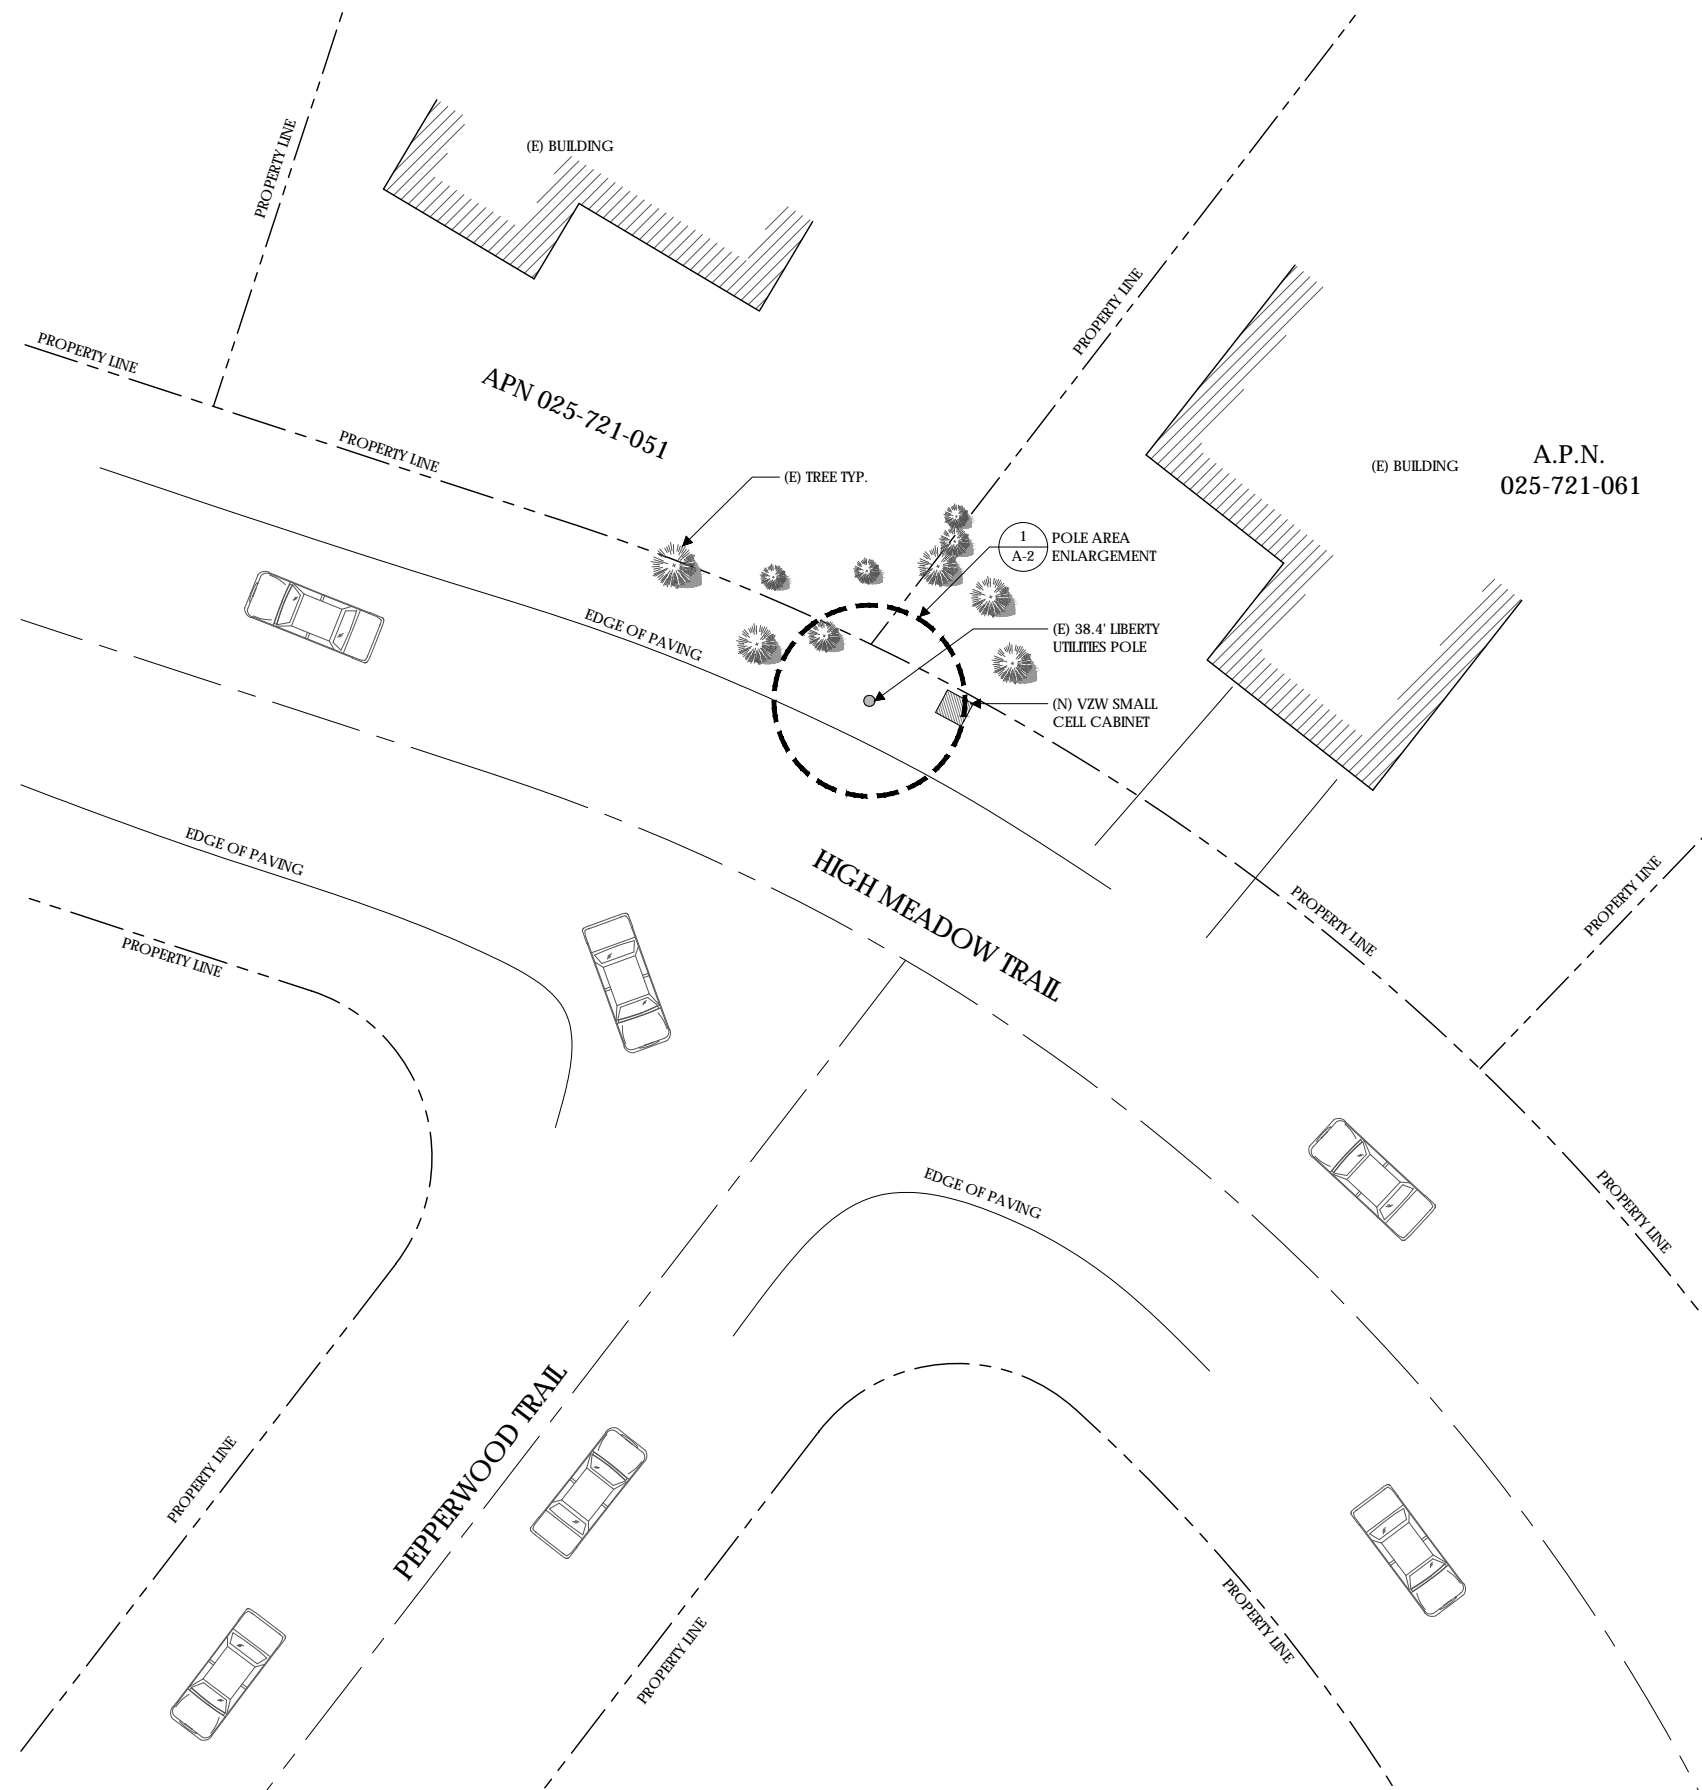 (E) BUILDING
PROPERTY LINE
PROPERTY LINE
PROPERTY LINE
APN 025-721-051
PROPERTY LINE
(E) BUILDING
A.P.N.
025-721-061
(E) TREE TYP.
1
A-2
POLE AREA
ENLARGEMENT
EDGE OF PAVING
(E) 38.4' LIBERTY
UTILITIES POLE
(N) VZW SMALL
CELL CABINET
EDGE OF PAVING
HIGH MEADOW TRAIL
PROPERTY LINE
PROPERTY LINE
PROPERTY LINE
EDGE OF PAVING
PROPERTY LINE
PEPPERWOOD TRAIL
PROPERTY LINE
PROPERTY LINE
PROPERTY LINE